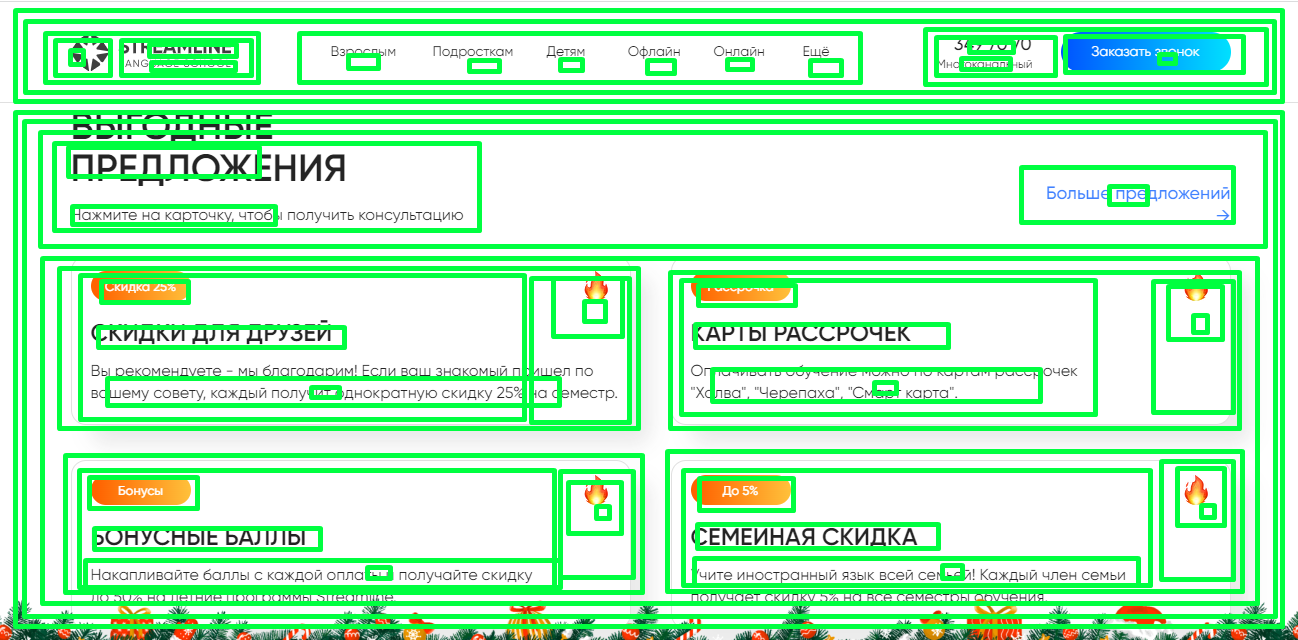 STREAMLINE
LANGUAGE SCHOOL
Взрослым Подросткам Детям Офлайн Онлайн Ещё
349 70 70
Многоканальный
Заказать звонок
ВЫГОДНЫЕ
ПРЕДЛОЖЕНИЯ
Нажмите на карточку, чтобы получить консультацию
Больше предложений
→
Скидка 25%
СКИДКИ ДЛЯ ДРУЗЕЙ
Вы рекомендуете - мы благодарим! Если ваш знакомый пришел по
вашему совету, каждый получит однократную скидку 25% на семестр.
Рассрочка
КАРТЫ РАССРОЧЕК
Оплачивать обучение можно по картам рассрочек
"Халва", "Черепаха", "Смарт карта".
Бонусы
БОНУСНЫЕ БАЛЛЫ
Накапливайте баллы с каждой оплаты и получайте скидку
до 50% на летние программы Streamline.
До 5%
СЕМЕЙНАЯ СКИДКА
Учите иностранный язык всей семьей! Каждый член семьи
получает скидку 5% на все семестры обучения.